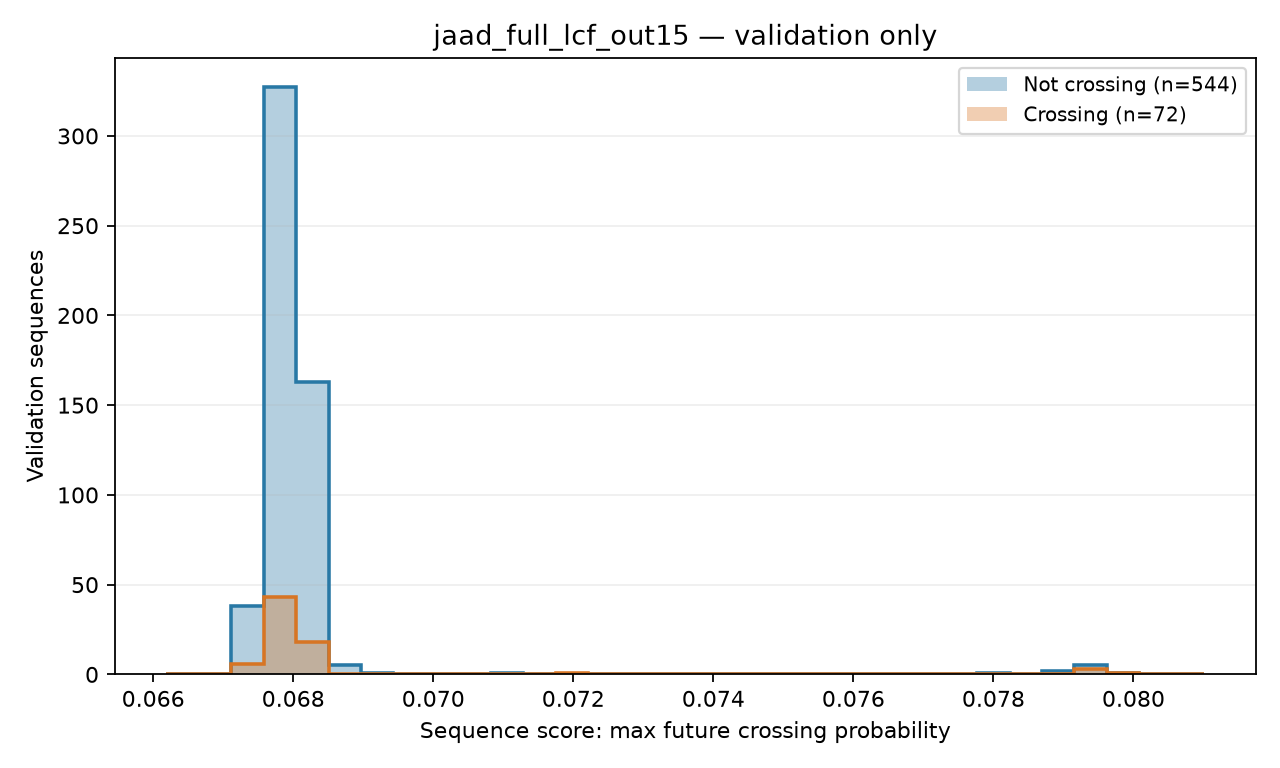 jaad_full_lcf_out15 — validation only
Not crossing (n=544)
Crossing (n=72)
Validation sequences
300
250
200
150
100
50
0
0.066 0.068 0.070 0.072 0.074 0.076 0.078 0.080
Sequence score: max future crossing probability